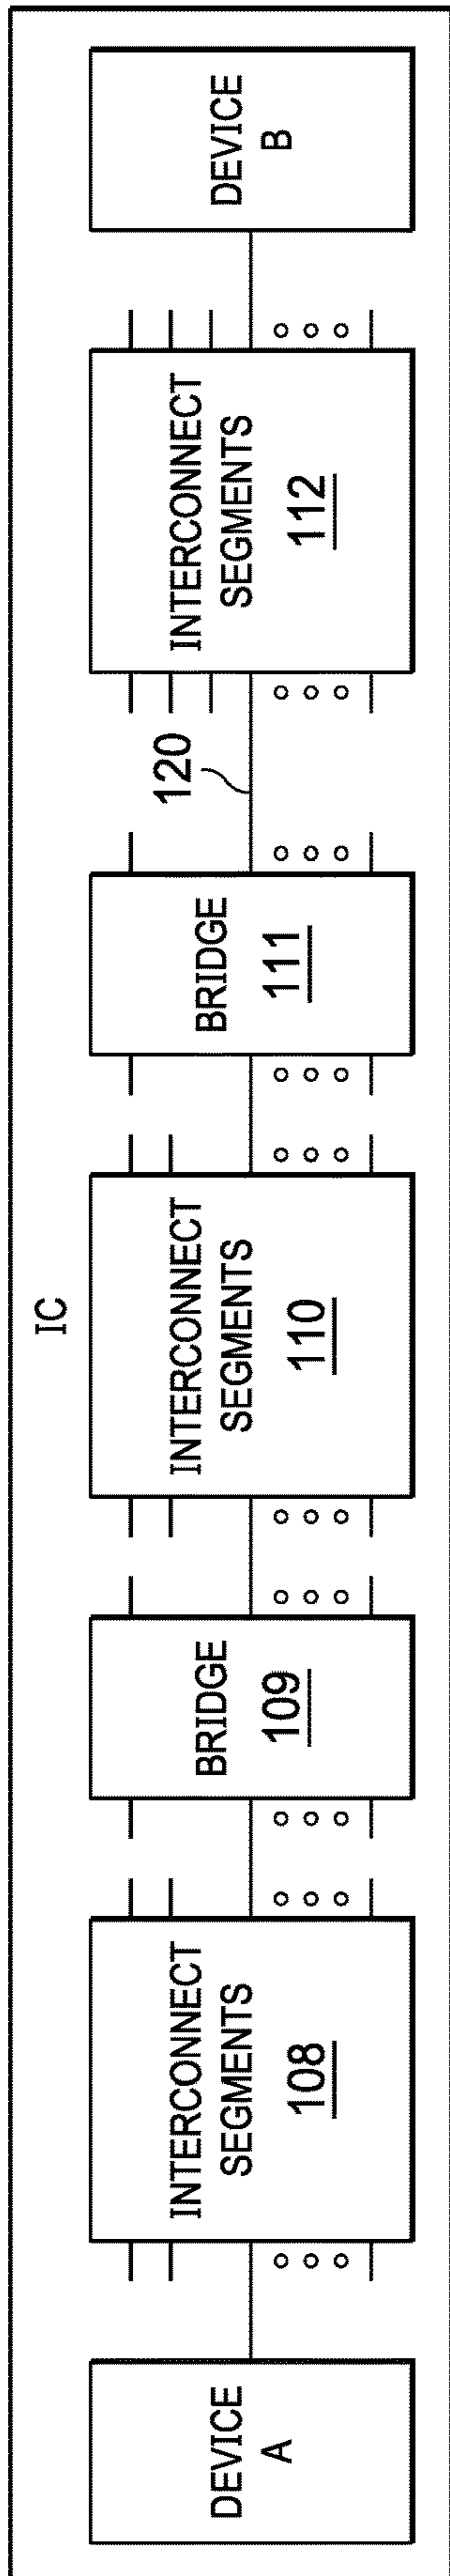 IC
DEVICE
A
INTERCONNECT
SEGMENTS
108
BRIDGE
109
INTERCONNECT
SEGMENTS
110
BRIDGE
111
120
INTERCONNECT
SEGMENTS
112
DEVICE
B